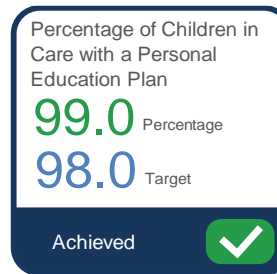 Percentage of Children in
Care with a Personal
Education Plan
99.0 Percentage
98.0 Target
Achieved